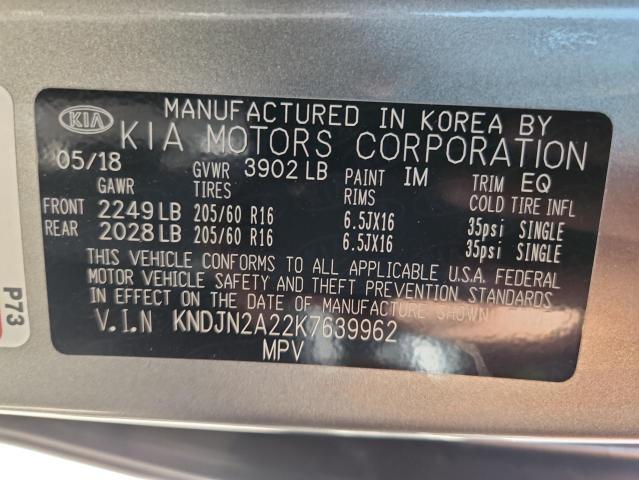 MANUFACTURED IN KOREA BY
KIA KIA MOTORS CORPORATION
05/18 GVWR 3902 LB PAINT IM TRIM EQ
GAWR TIRES RIMS COLD TIRE INFL
FRONT 2249 LB 205/60 R16 6.5JX16 35psi SINGLE
REAR 2028 LB 205/60 R16 6.5JX16 35psi SINGLE
THIS VEHICLE CONFORMS TO ALL APPLICABLE U.S.A. FEDERAL
MOTOR VEHICLE SAFETY AND THEFT PREVENTION STANDARDS
IN EFFECT ON THE DATE OF MANUFACTURE SHOWN.
V.I.N KNDJN2A22K7639962
MPV
P73